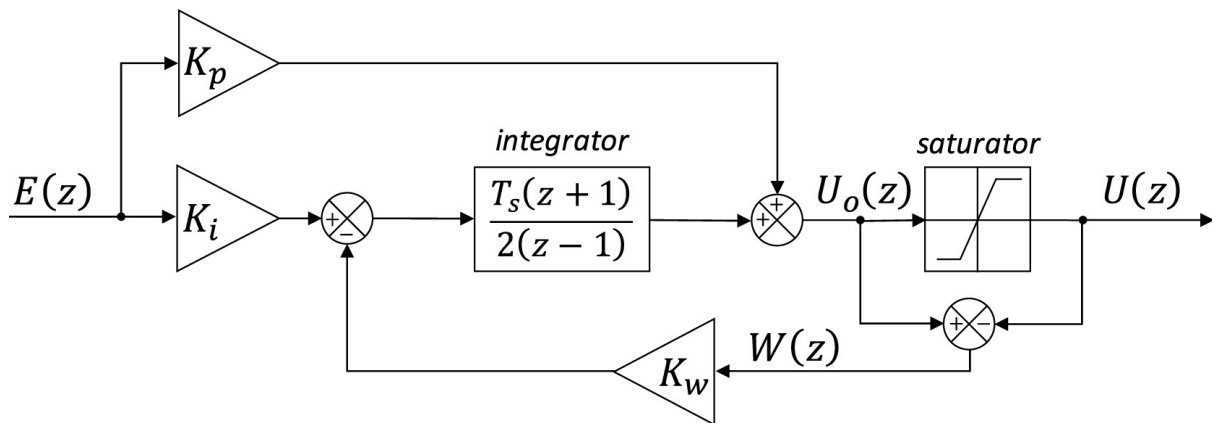 K_p
integrator
saturator
E(z)
K_i
+
−
T_s(z + 1)
2(z − 1)
+
+
U_o(z)
U(z)
+
−
W(z)
K_w